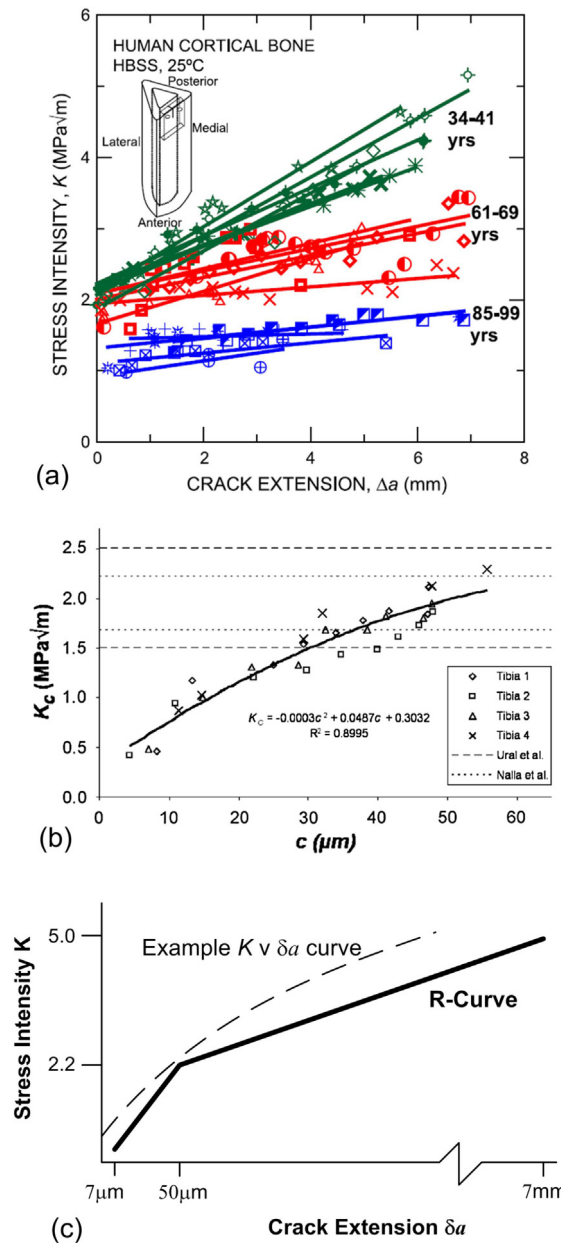 HUMAN CORTICAL BONE
HBSS, 25ºC
Posterior
Lateral
Medial
Anterior
34-41
yrs
61-69
yrs
85-99
yrs
6
4
2
0
STRESS INTENSITY, K (MPa√m)
0 2 4 6 8
CRACK EXTENSION, Δa (mm)
(a)
2.5
2.0
1.5
1.0
0.5
0.0
Kc (MPa√m)
KC = -0.0003c² + 0.0487c + 0.3032
R² = 0.8995
Tibia 1
Tibia 2
Tibia 3
Tibia 4
Ural et al.
Nalla et al.
0 10 20 30 40 50 60
c (µm)
(b)
5.0
2.2
Stress Intensity K
Example K v δa curve
R-Curve
7µm 50µm 7mm
Crack Extension δa
(c)